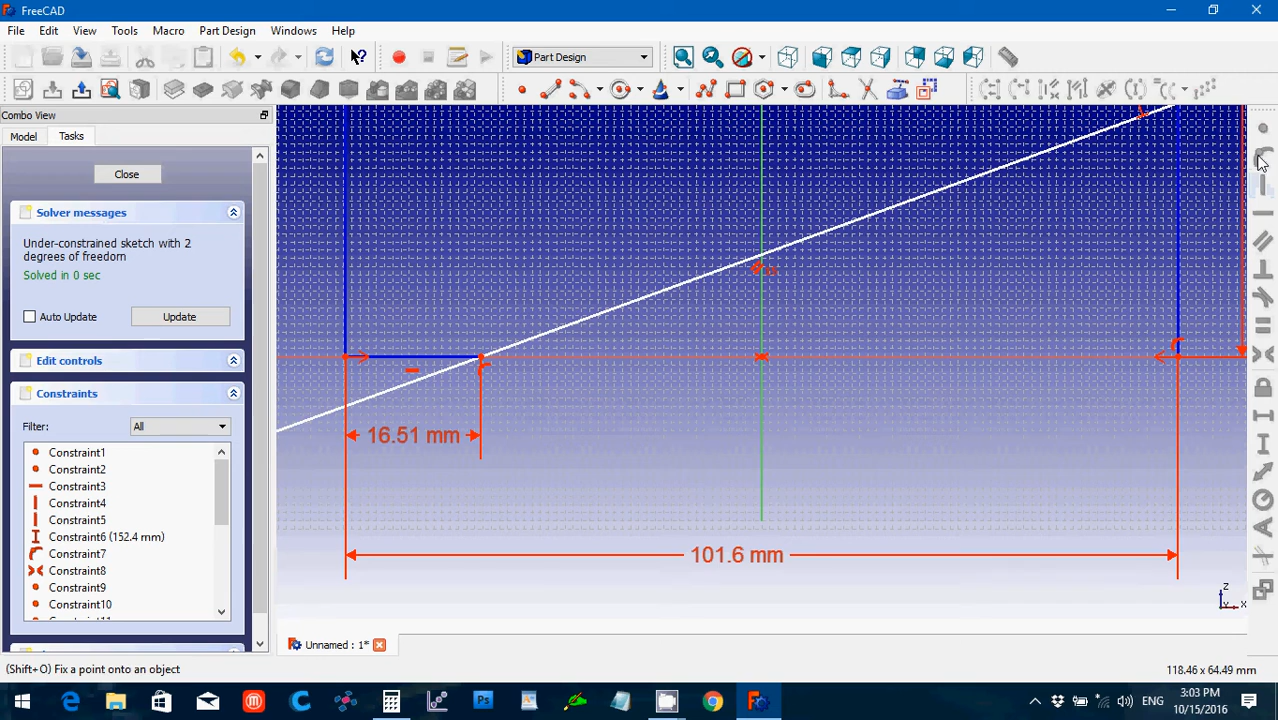 FreeCAD
File Edit View Tools Macro Part Design Windows Help
Part Design
Combo View
Model Tasks
Close
Solver messages
Under-constrained sketch with 2
degrees of freedom
Solved in 0 sec
Auto Update Update
Edit controls
Constraints
Filter: All
Constraint1
Constraint2
Constraint3
Constraint4
Constraint5
Constraint6 (152.4 mm)
Constraint7
Constraint8
Constraint9
Constraint10
16.51 mm
101.6 mm
Z
Y X
Unnamed : 1*
(Shift+O) Fix a point onto an object
118.46 x 64.49 mm
ENG
3:03 PM
10/15/2016